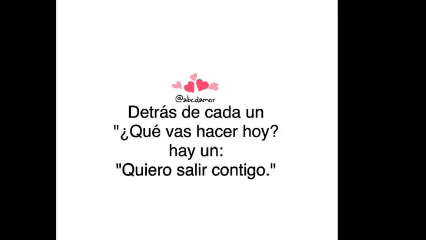 @abcdamor
Detrás de cada un
"¿Qué vas hacer hoy?
hay un:
"Quiero salir contigo."